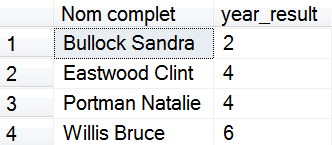 Nom complet year_result
1 Bullock Sandra 2
2 Eastwood Clint 4
3 Portman Natalie 4
4 Willis Bruce 6